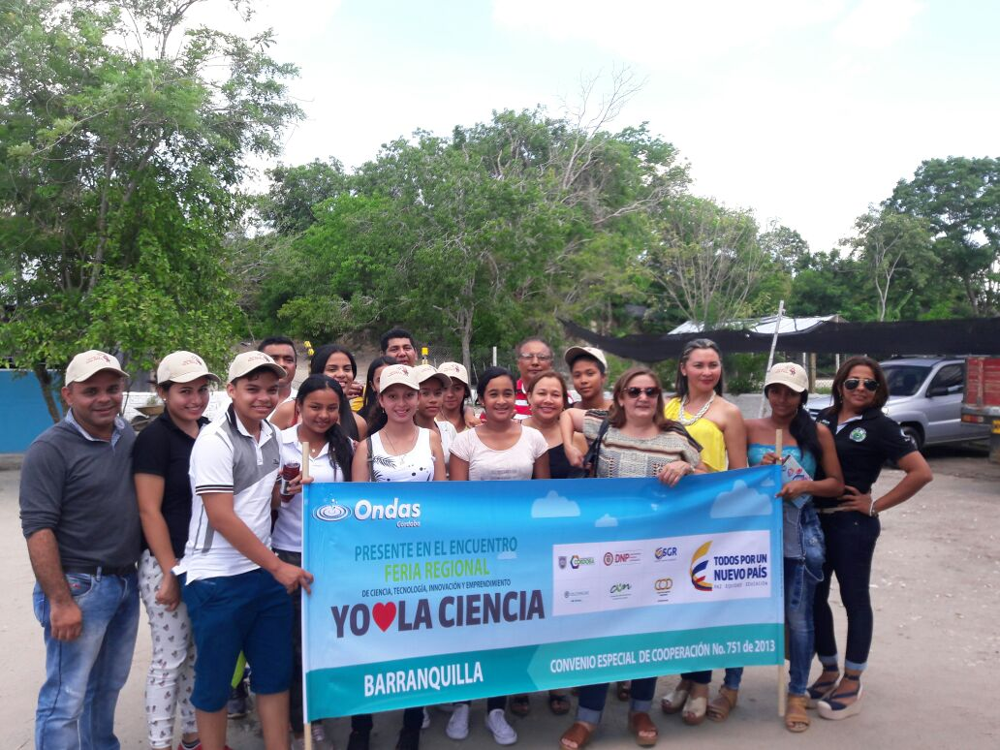 Ondas
Córdoba
PRESENTE EN EL ENCUENTRO
FERIA REGIONAL
DE CIENCIA, TECNOLOGÍA, INNOVACIÓN Y EMPRENDIMIENTO
YO LA CIENCIA
BARRANQUILLA
CÓRDOBA
DNP
SGR
TODOS POR UN
NUEVO PAÍS
PAZ EQUIDAD EDUCACIÓN
CONVENIO ESPECIAL DE COOPERACIÓN No. 751 de 2013